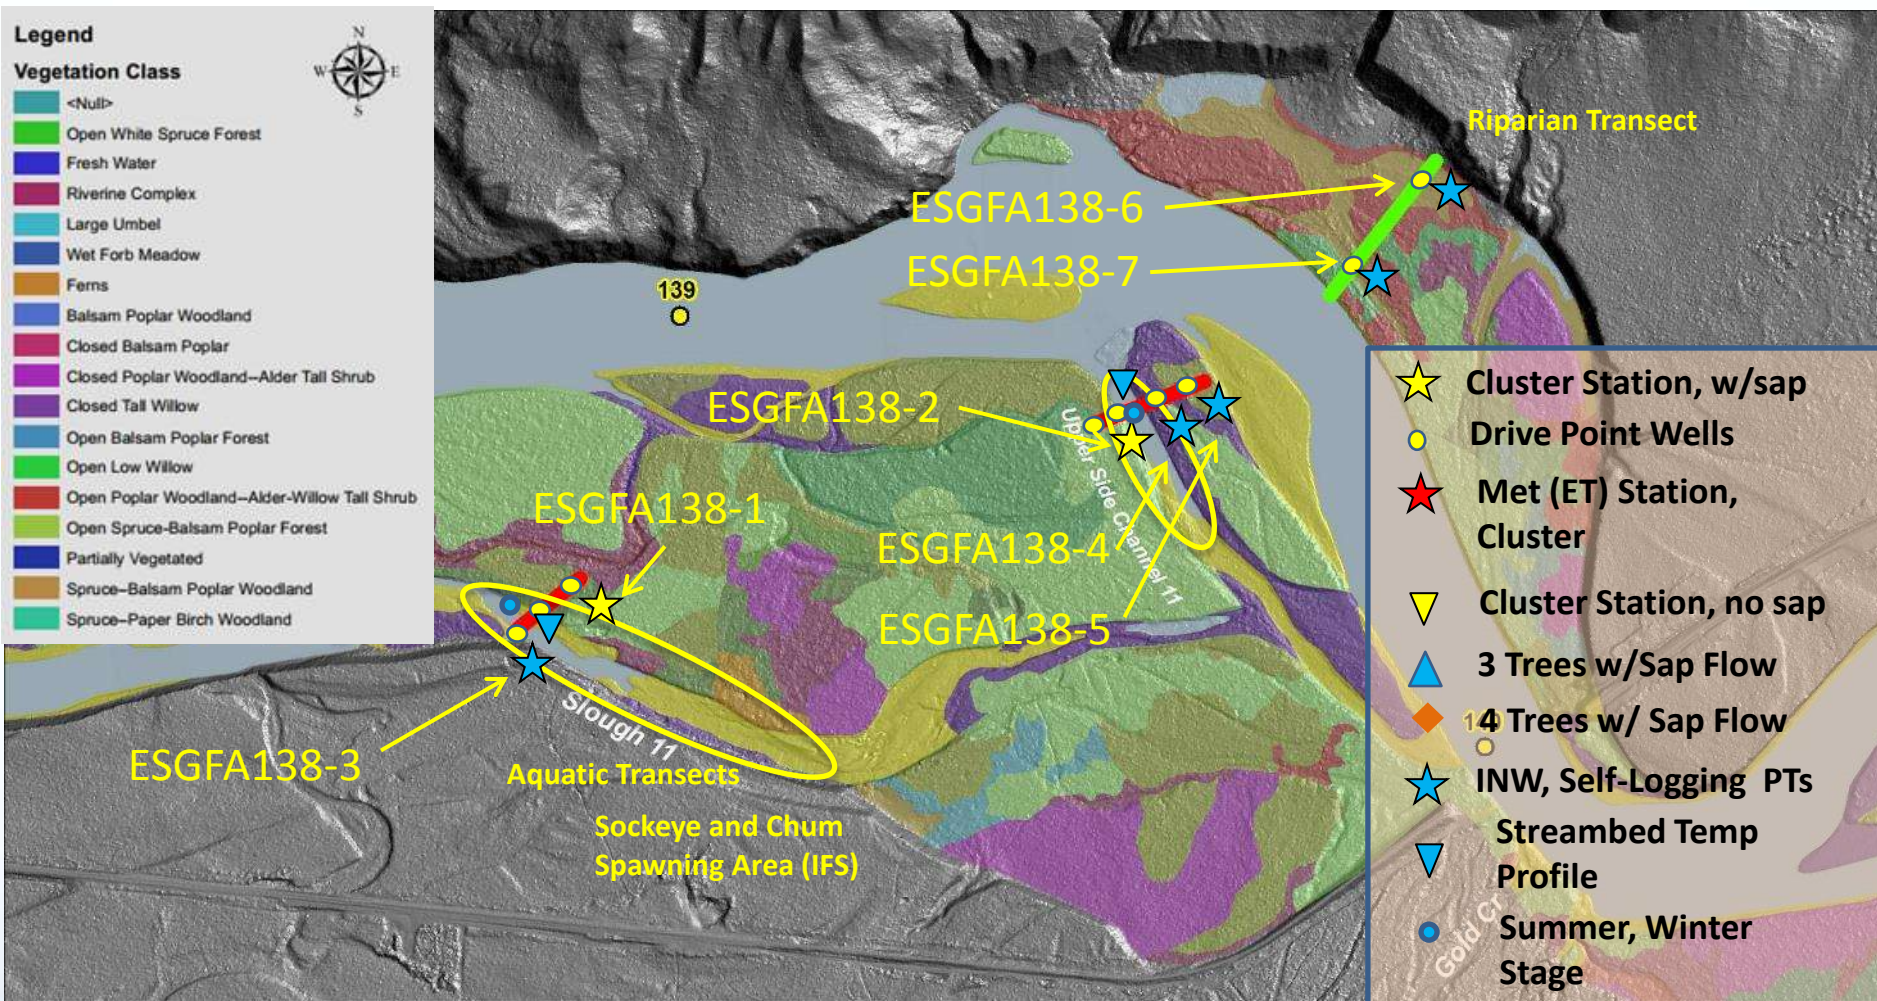 Legend
Vegetation Class
N
W
E
S
<Null>
Open White Spruce Forest
Fresh Water
Riverine Complex
Large Umbel
Wet Forb Meadow
Ferns
Balsam Poplar Woodland
Closed Balsam Poplar
Closed Poplar Woodland--Alder Tall Shrub
Closed Tall Willow
Open Balsam Poplar Forest
Open Low Willow
Open Poplar Woodland--Alder-Willow Tall Shrub
Open Spruce-Balsam Poplar Forest
Partially Vegetated
Spruce--Balsam Poplar Woodland
Spruce--Paper Birch Woodland
Riparian Transect
ESGFA138-6
ESGFA138-7
139
ESGFA138-2
Upper Side Channel 11
ESGFA138-1
ESGFA138-4
ESGFA138-5
ESGFA138-3
Slough 11
Aquatic Transects
Sockeye and Chum
Spawning Area (IFS)
Cluster Station, w/sap
Drive Point Wells
Met (ET) Station,
Cluster
Cluster Station, no sap
3 Trees w/Sap Flow
4 Trees w/ Sap Flow
140
INW, Self-Logging PTs
Streambed Temp
Profile
Summer, Winter
Stage
Gold Cr